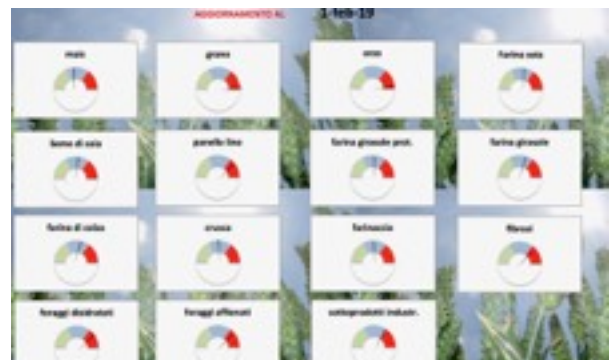 AGGIORNAMENTO AL 1-feb-19
mais grano orzo Farina soia
seme di soia panello lino farina girasole prot. farina girasole
farina di colza crusca farinaccio fibrosi
foraggi disidratati foraggi affienati sottoprodotti industr.